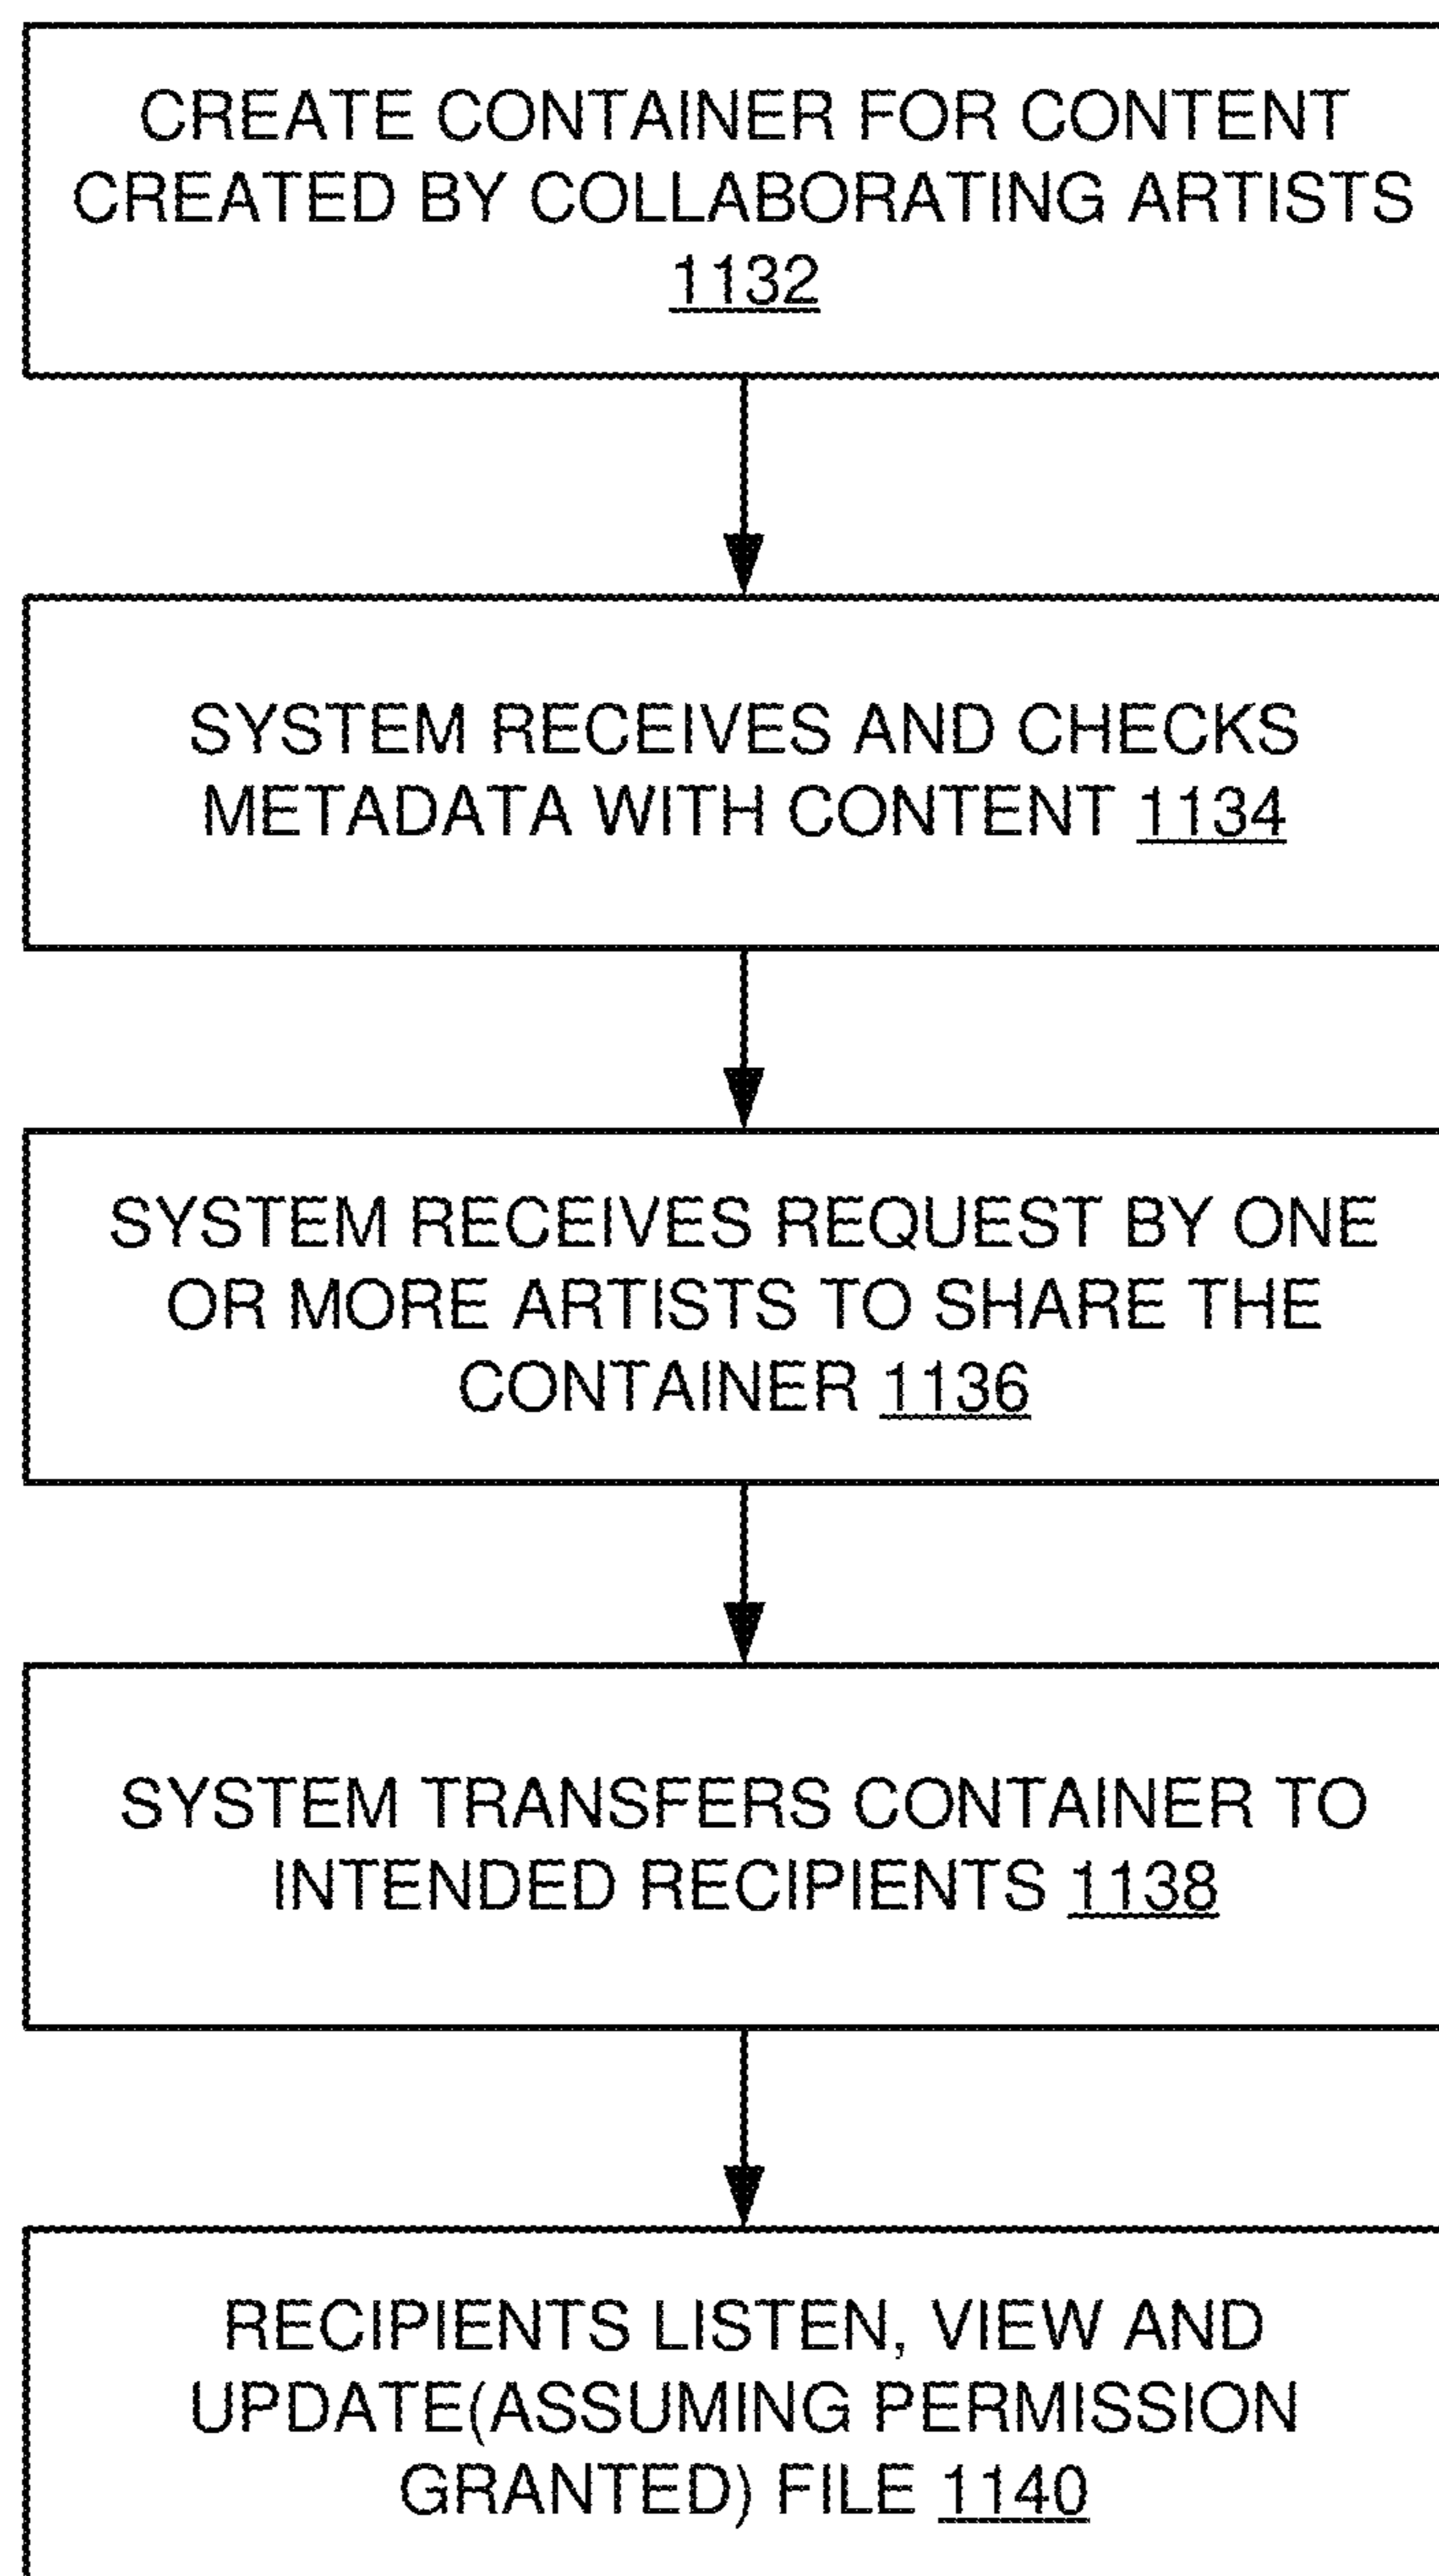 CREATE CONTAINER FOR CONTENT
CREATED BY COLLABORATING ARTISTS
1132
SYSTEM RECEIVES AND CHECKS
METADATA WITH CONTENT 1134
SYSTEM RECEIVES REQUEST BY ONE
OR MORE ARTISTS TO SHARE THE
CONTAINER 1136
SYSTEM TRANSFERS CONTAINER TO
INTENDED RECIPIENTS 1138
RECIPIENTS LISTEN, VIEW AND
UPDATE(ASSUMING PERMISSION
GRANTED) FILE 1140